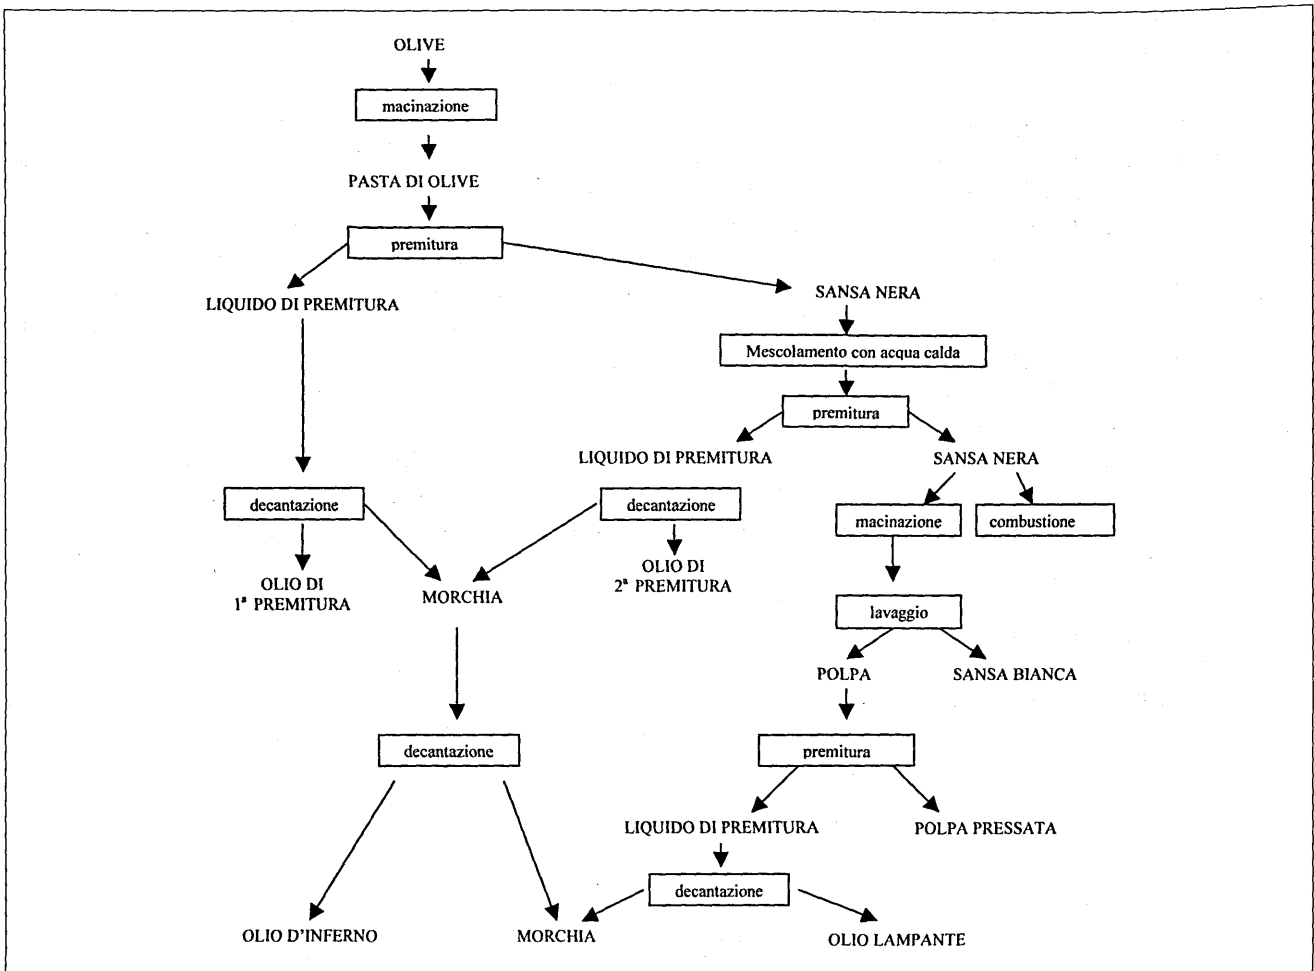 OLIVE
macinazione
PASTA DI OLIVE
premitura
LIQUIDO DI PREMITURA
SANSA NERA
Mescolamento con acqua calda
premitura
LIQUIDO DI PREMITURA
SANSA NERA
decantazione
decantazione
macinazione
combustione
OLIO DI
1ª PREMITURA
MORCHIA
OLIO DI
2ª PREMITURA
lavaggio
POLPA
SANSA BIANCA
decantazione
premitura
LIQUIDO DI PREMITURA
POLPA PRESSATA
decantazione
OLIO D'INFERNO
MORCHIA
OLIO LAMPANTE